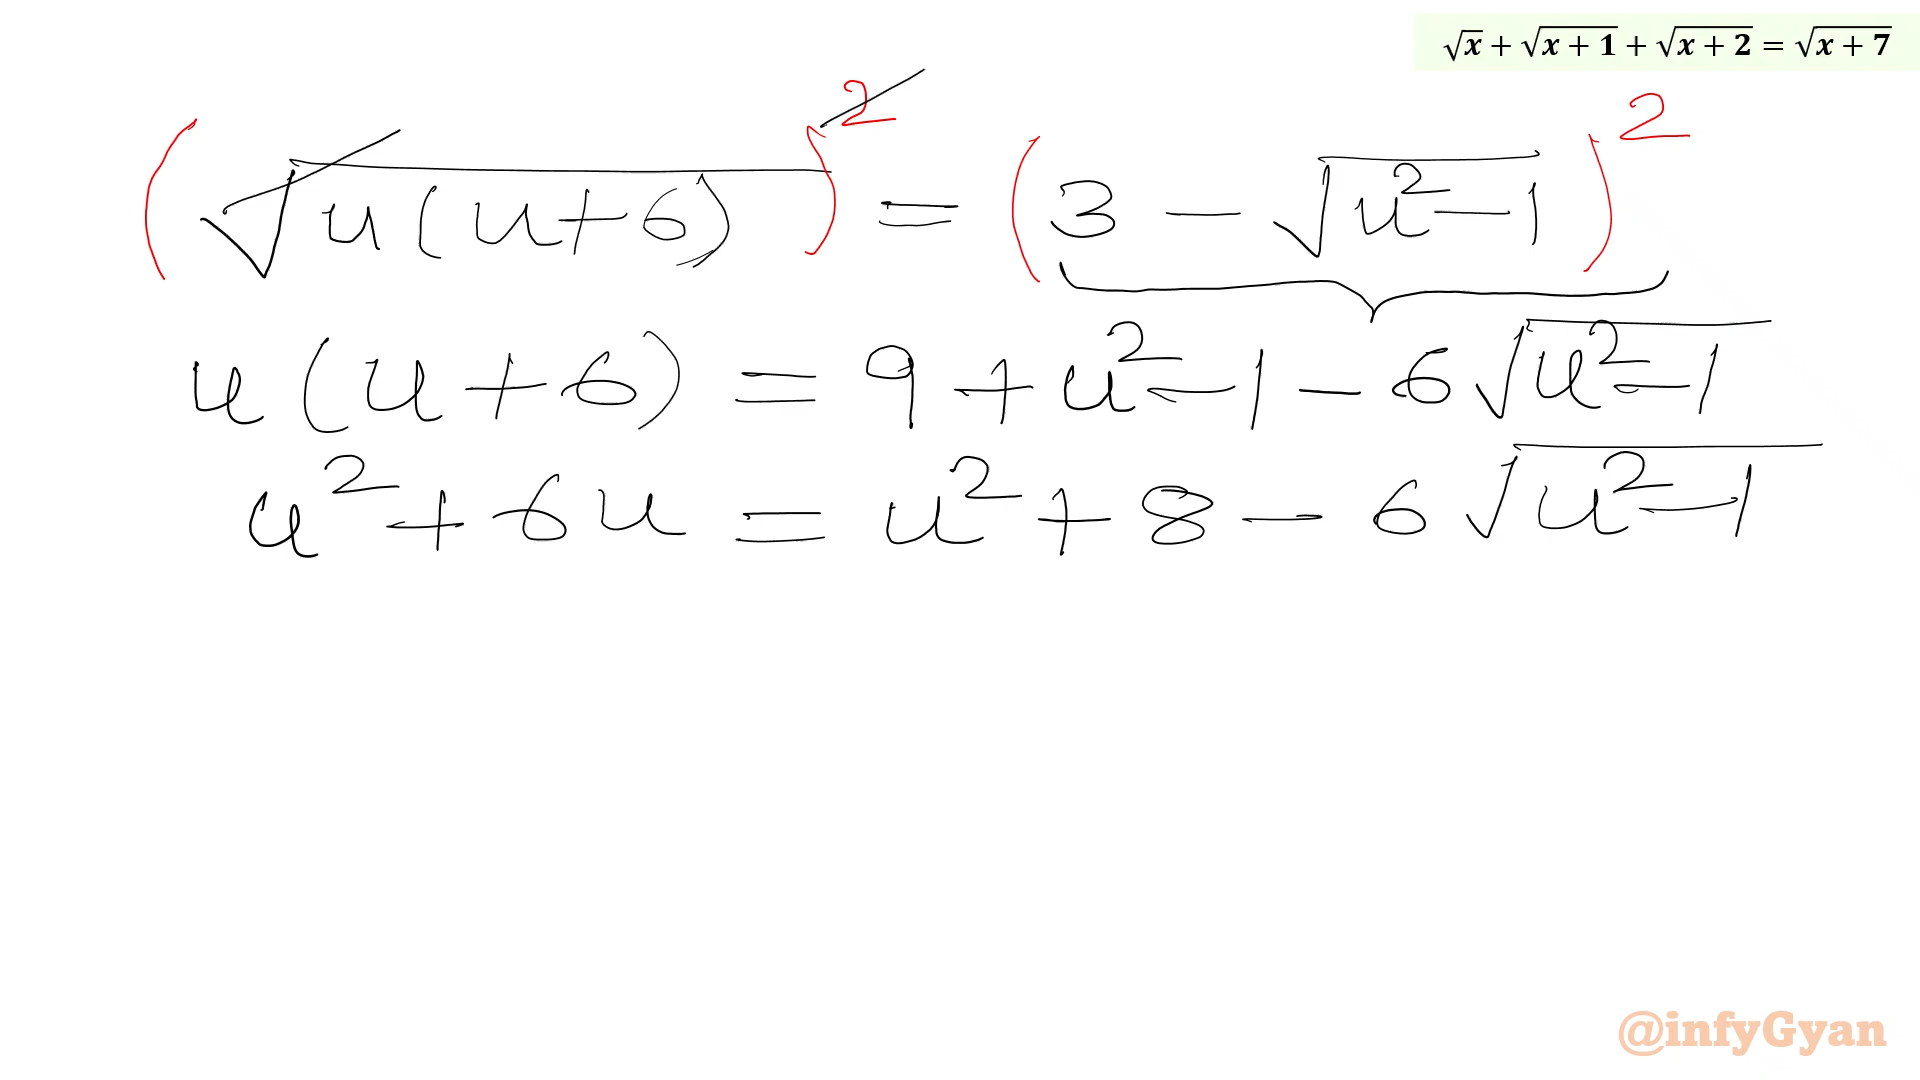 √x + √(x + 1) + √(x + 2) = √(x + 7)
(√(u(u+6)))² = (3 − √(u²−1))²
u(u+6) = 9 + u² − 1 − 6√(u²−1)
u² + 6u = u² + 8 − 6√(u²−1)
@infyGyan